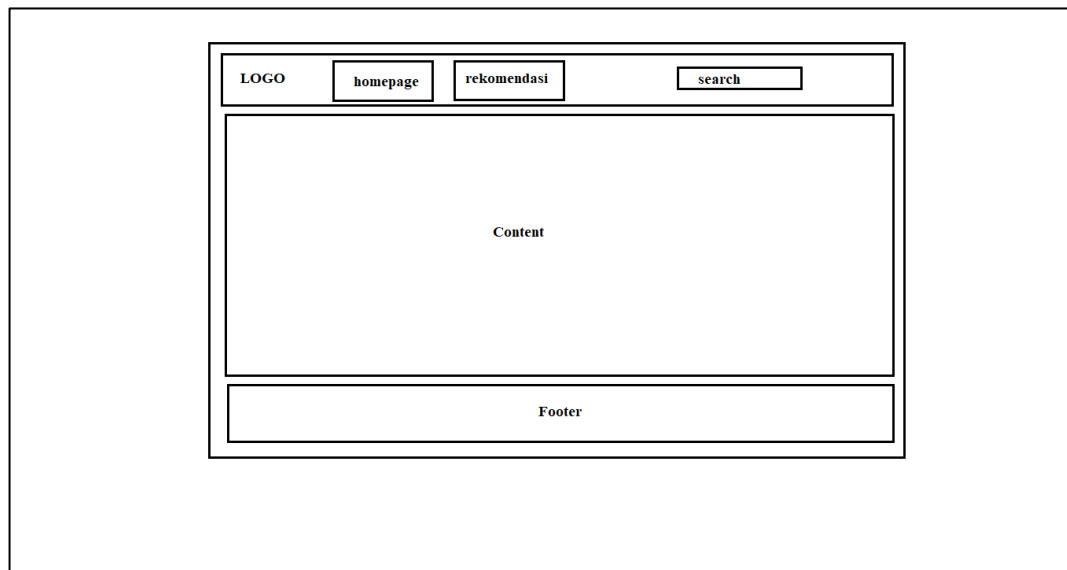 LOGO
homepage
rekomendasi
search
Content
Footer